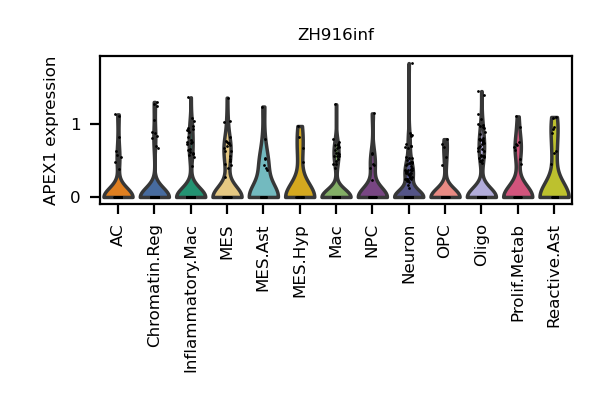 ZH916inf
APEX1 expression
1
0
AC
Chromatin.Reg
Inflammatory.Mac
MES
MES.Ast
MES.Hyp
Mac
NPC
Neuron
OPC
Oligo
Prolif.Metab
Reactive.Ast